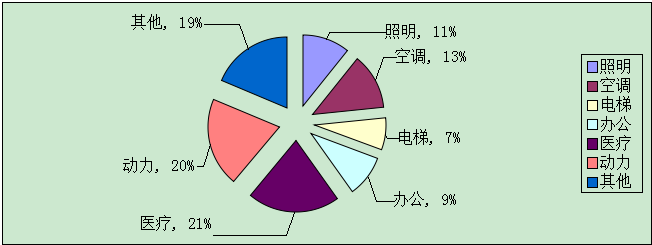 其他, 19%
照明, 11%
空调, 13%
电梯, 7%
办公, 9%
医疗, 21%
动力, 20%
照明
空调
电梯
办公
医疗
动力
其他